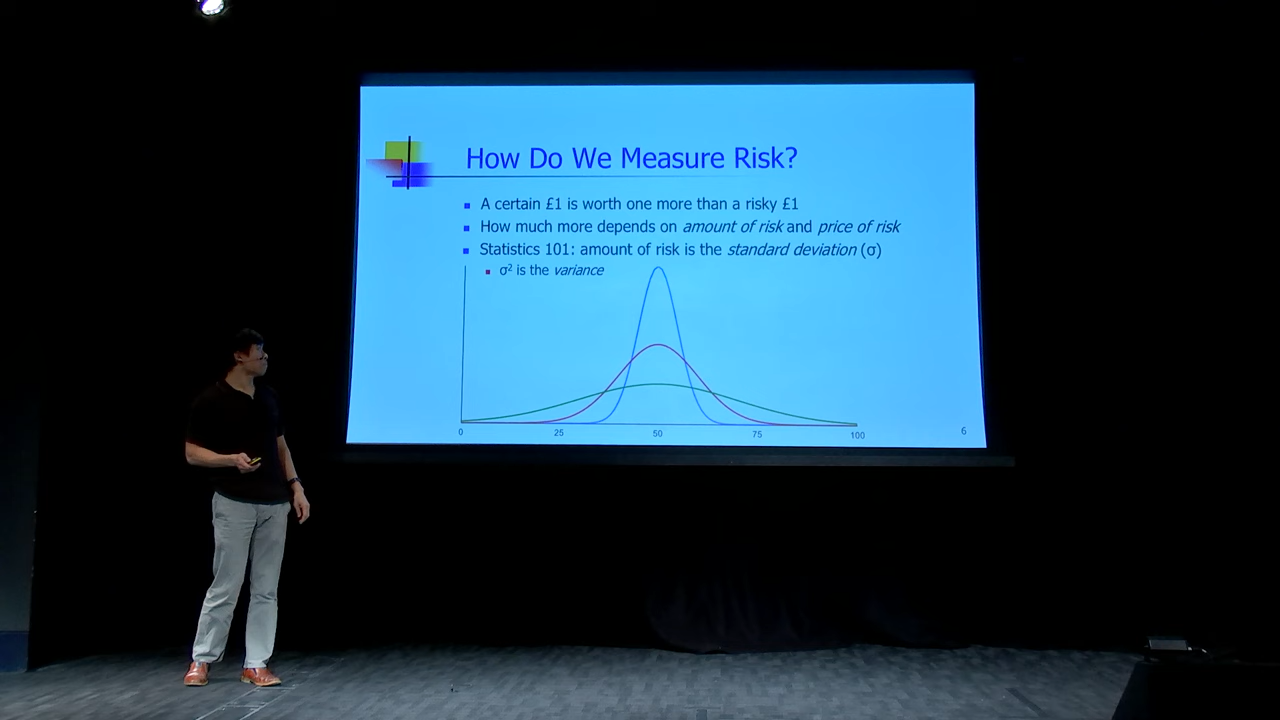 How Do We Measure Risk?
A certain £1 is worth one more than a risky £1
How much more depends on amount of risk and price of risk
Statistics 101: amount of risk is the standard deviation (σ)
σ² is the variance
0 25 50 75 100
6